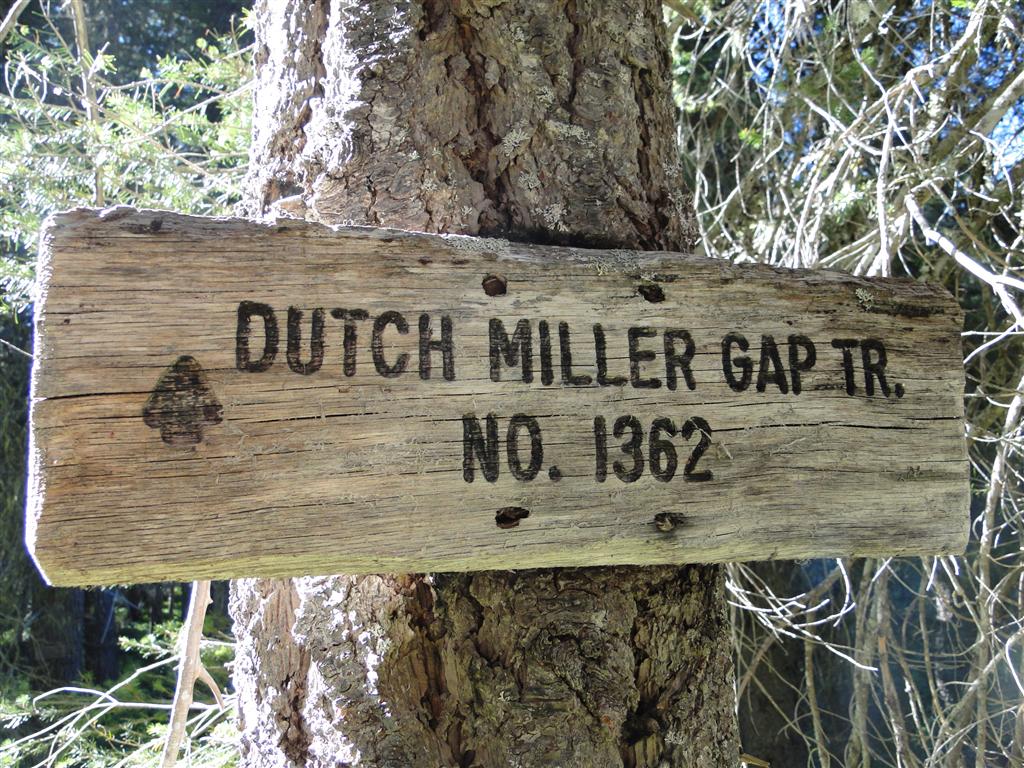 DUTCH MILLER GAP TR.
NO. 1362